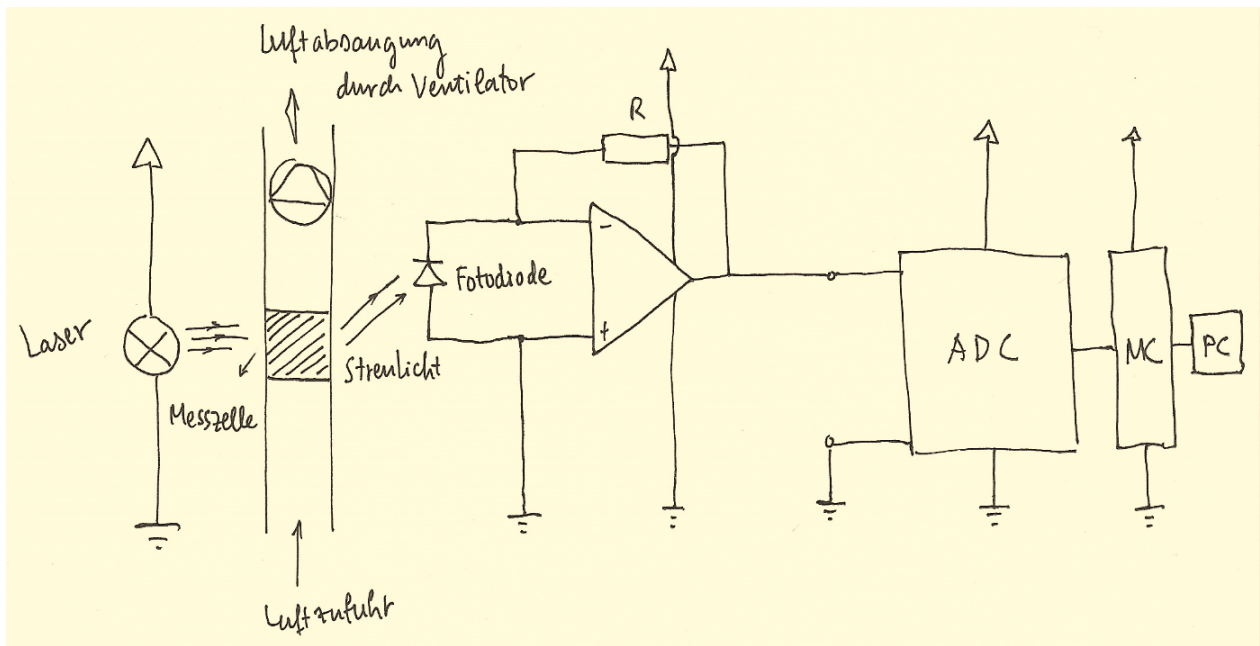 Luftabsaugung
durch Ventilator
R
Laser
Fotodiode
-
+
Streulicht
Messzelle
ADC
MC
PC
Luftzufuhr